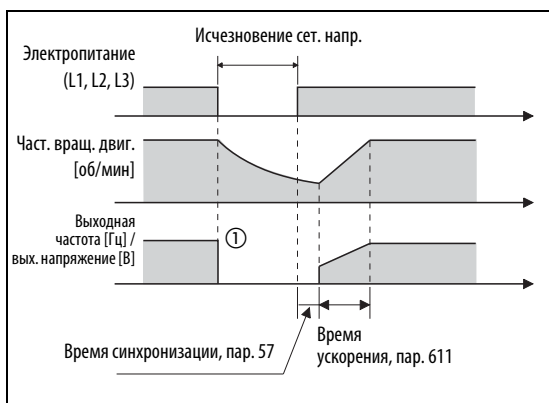 Исчезновение сет. напр.
Электропитание
(L1, L2, L3)
Част. вращ. двиг.
[об/мин]
Выходная
частота [Гц] /
вых. напряжение [В]
①
Время синхронизации, пар. 57
Время
ускорения, пар. 611